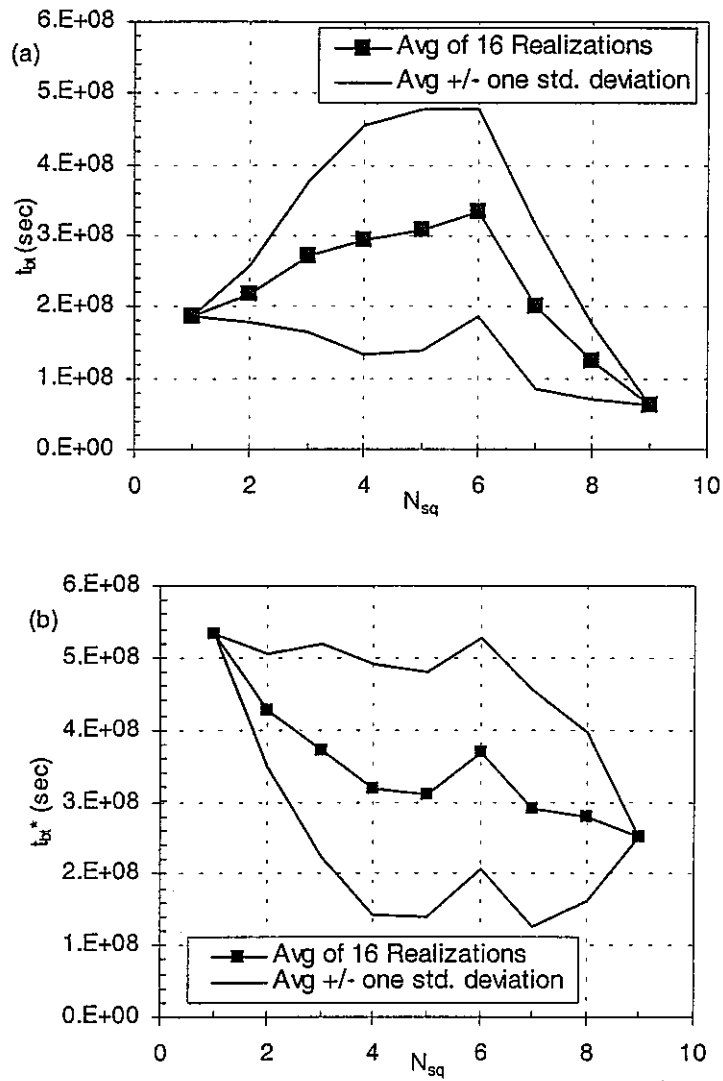 (a)
Avg of 16 Realizations
Avg +/- one std. deviation
6.E+08
5.E+08
4.E+08
3.E+08
2.E+08
1.E+08
0.E+00
t_bt (sec)
0 2 4 6 8 10
N_sq
(b)
6.E+08
5.E+08
4.E+08
3.E+08
2.E+08
1.E+08
0.E+00
t_bt* (sec)
Avg of 16 Realizations
Avg +/- one std. deviation
0 2 4 6 8 10
N_sq